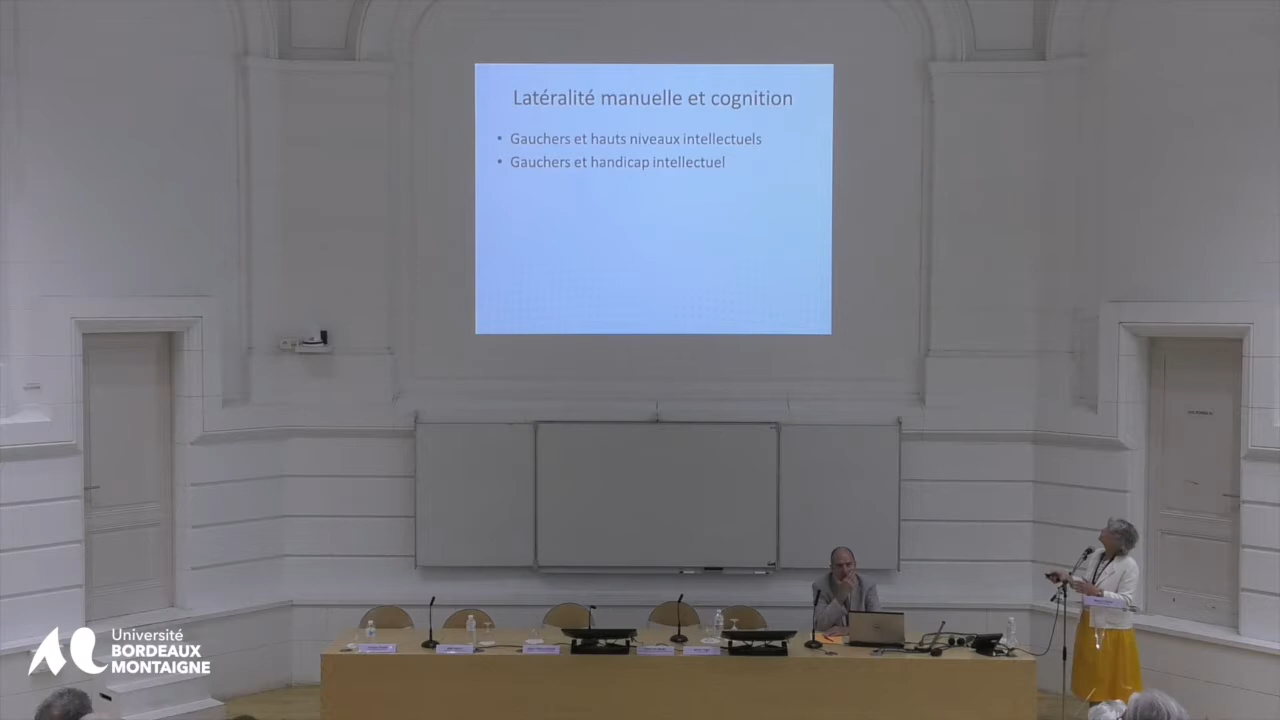 Latéralité manuelle et cognition
• Gauchers et hauts niveaux intellectuels
• Gauchers et handicap intellectuel
Université
BORDEAUX
MONTAIGNE